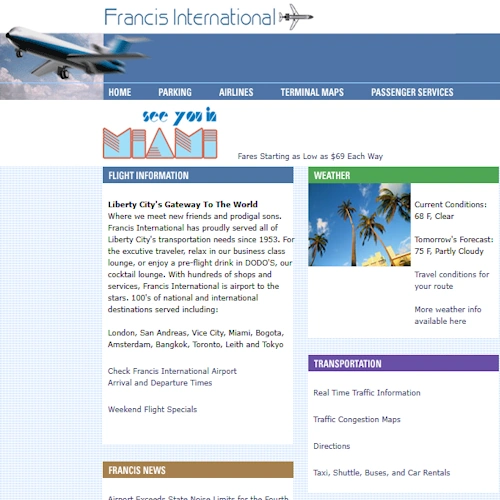 Francis International
HOME PARKING AIRLINES TERMINAL MAPS PASSENGER SERVICES
see you in
MIAMI
Fares Starting as Low as $69 Each Way
FLIGHT INFORMATION
Liberty City's Gateway To The World
Where we meet new friends and prodigal sons.
Francis International has proudly served all of
Liberty City's transportation needs since 1953. For
the excutive traveler, relax in our business class
lounge, or enjoy a pre-flight drink in DODO'S, our
cocktail lounge. With hundreds of shops and
services, Francis International is airport to the
stars. 100's of national and international
destinations served including:
London, San Andreas, Vice City, Miami, Bogota,
Amsterdam, Bangkok, Toronto, Leith and Tokyo
Check Francis International Airport
Arrival and Departure Times
Weekend Flight Specials
FRANCIS NEWS
Airport Exceeds State Noise Limits for the Fourth
WEATHER
Current Conditions:
68 F, Clear
Tomorrow's Forecast:
75 F, Partly Cloudy
Travel conditions for
your route
More weather info
available here
TRANSPORTATION
Real Time Traffic Information
Traffic Congestion Maps
Directions
Taxi, Shuttle, Buses, and Car Rentals